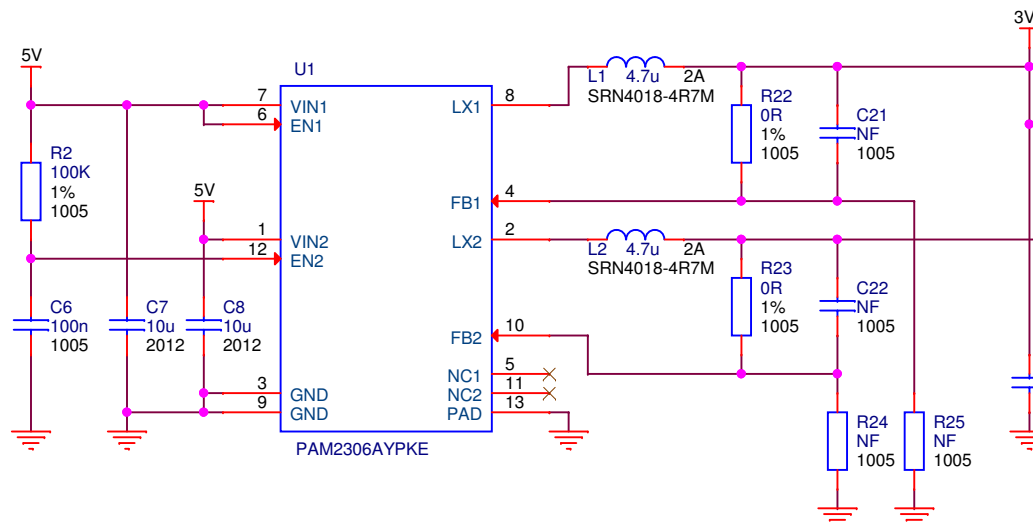 3V
5V
U1
L1 4.7u 2A
SRN4018-4R7M
7 VIN1
6 EN1
LX1 8
R22
0R
1%
1005
C21
NF
1005
R2
100K
1%
1005
5V
FB1 4
1 VIN2
12 EN2
LX2 2
L2 4.7u 2A
SRN4018-4R7M
R23
0R
1%
1005
C22
NF
1005
C6
100n
1005
C7
10u
2012
C8
10u
2012
FB2 10
NC1 5
NC2 11
PAD 13
3 GND
9 GND
PAM2306AYPKE
R24
NF
1005
R25
NF
1005